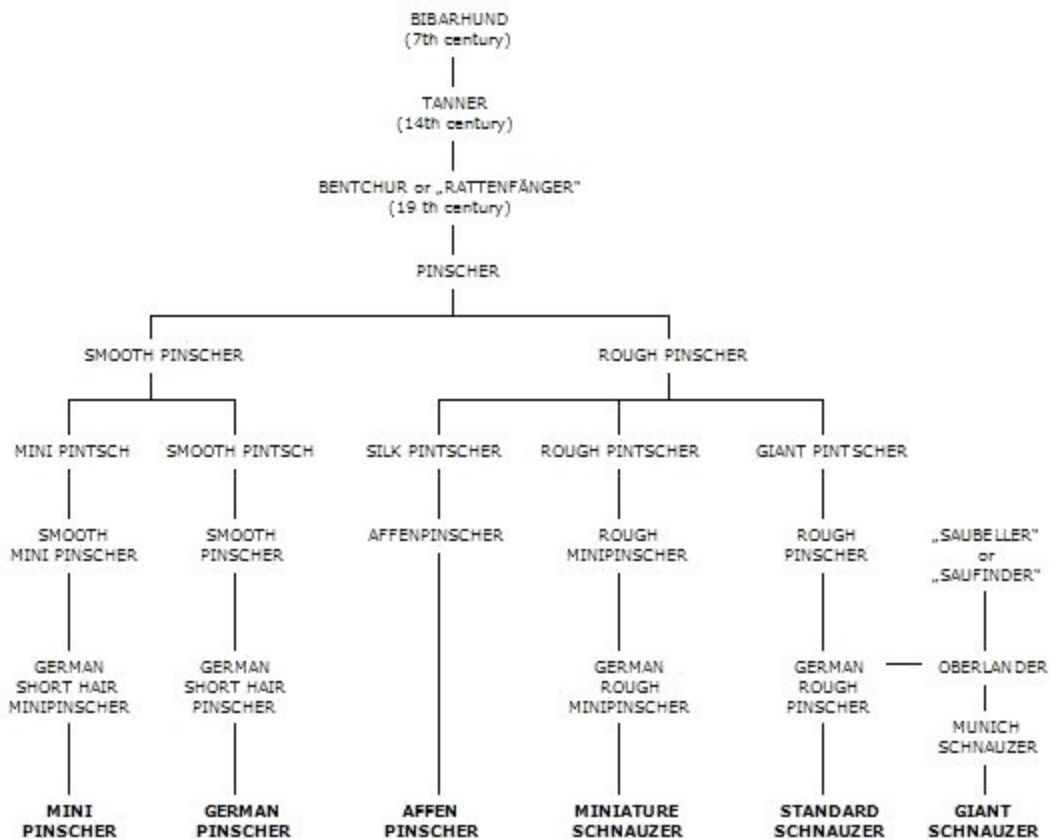 BIBARHUND
(7th century)
TANNER
(14th century)
BENTCHUR or „RATTENFÄNGER“
(19 th century)
PINSCHER
SMOOTH PINSCHER
ROUGH PINSCHER
MINI PINTSCH
SMOOTH PINTSCH
SILK PINTSCHER
ROUGH PINTSCHER
GIANT PINTSCHER
SMOOTH
MINI PINSCHER
SMOOTH
PINSCHER
AFFENPINSCHER
ROUGH
MINIPINSCHER
ROUGH
PINSCHER
„SAUBELLER“
or
„SAUFINDER“
GERMAN
SHORT HAIR
MINIPINSCHER
GERMAN
SHORT HAIR
PINSCHER
GERMAN
ROUGH
MINIPINSCHER
GERMAN
ROUGH
PINSCHER
OBERLANDER
MUNICH
SCHNAUZER
MINI
PINSCHER
GERMAN
PINSCHER
AFFEN
PINSCHER
MINIATURE
SCHNAUZER
STANDARD
SCHNAUZER
GIANT
SCHNAUZER